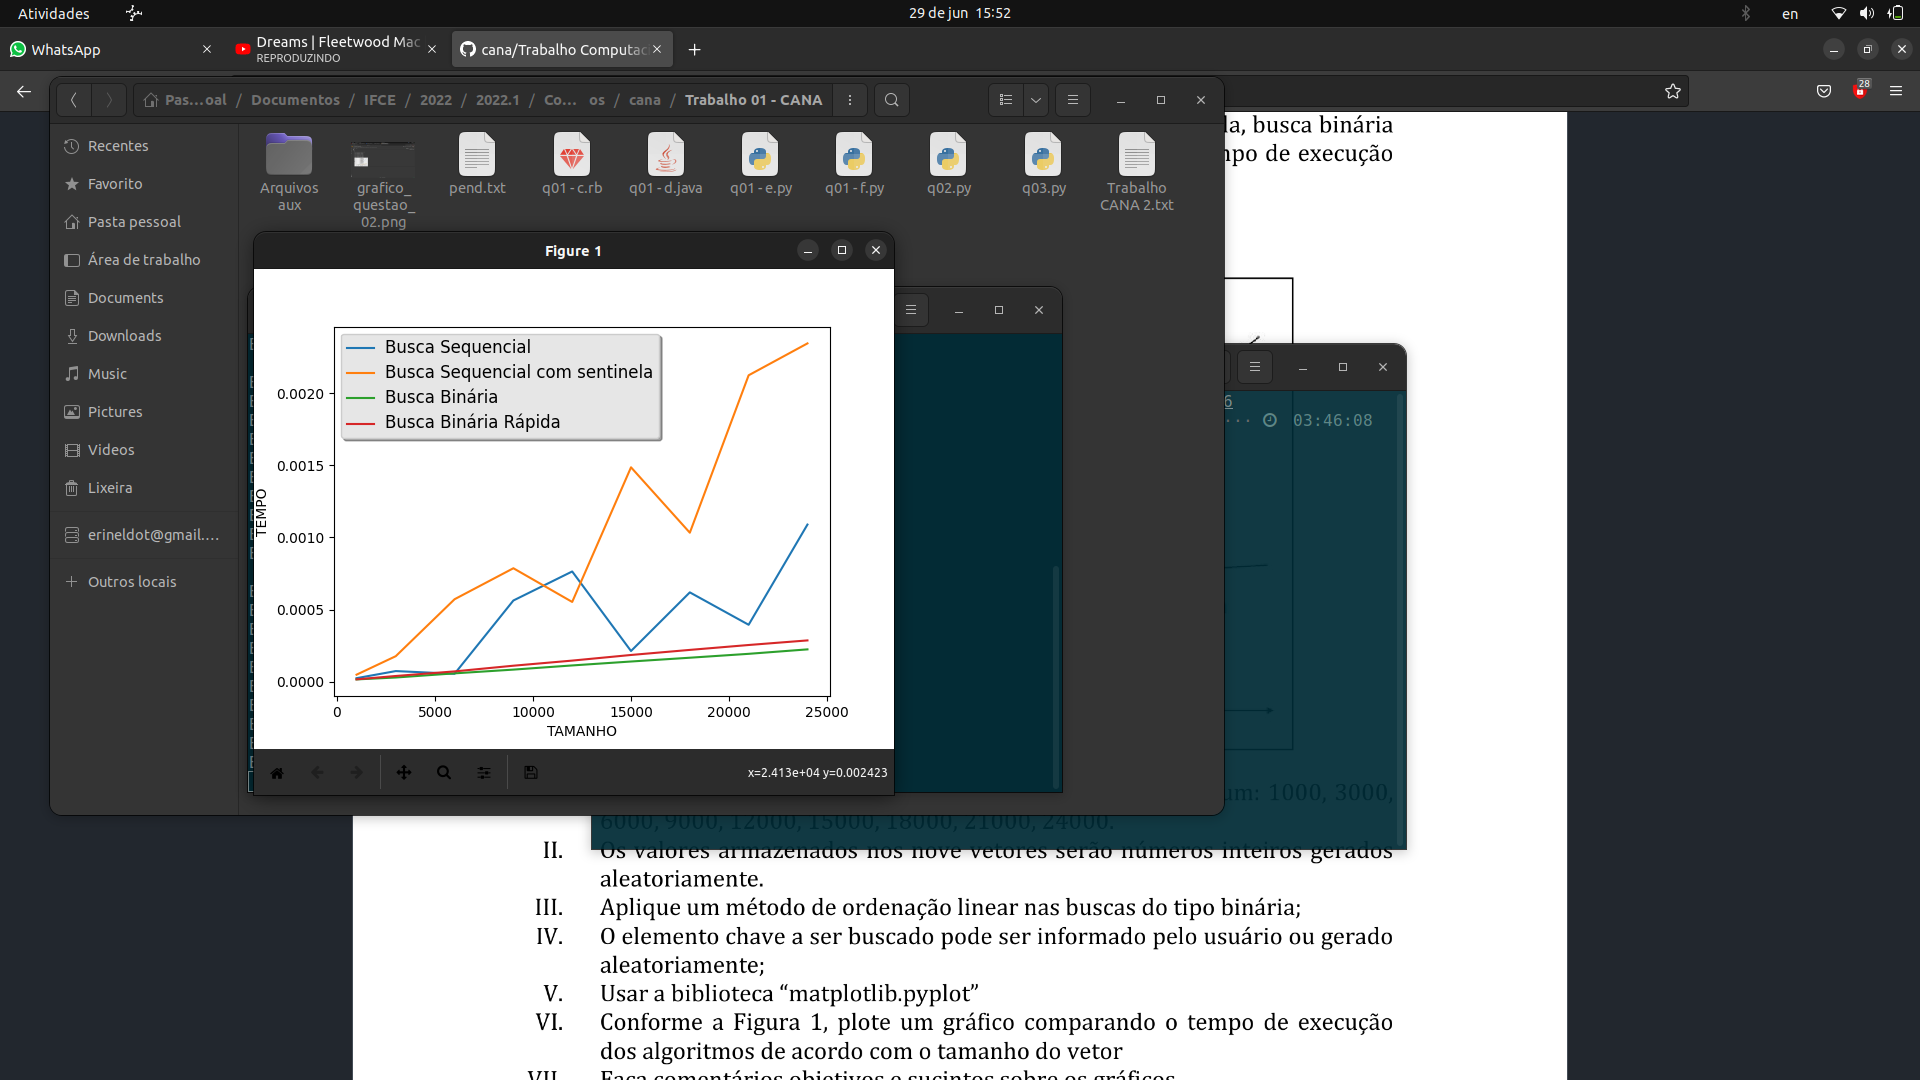 Atividades
29 de jun 15:52
en
WhatsApp
Dreams | Fleetwood Mac
REPRODUZINDO
cana/Trabalho Computac
28
Pas…oal / Documentos / IFCE / 2022 / 2022.1 / Co… os / cana / Trabalho 01 - CANA
Recentes
Favorito
Pasta pessoal
Área de trabalho
Documents
Downloads
Music
Pictures
Videos
Lixeira
erineldot@gmail.…
Outros locais
Arquivos aux
grafico_questao_02.png
pend.txt
q01 - c.rb
q01 - d.java
q01 - e.py
q01 - f.py
q02.py
q03.py
Trabalho CANA 2.txt
busca binária
de execução
Figure 1
Busca Sequencial
Busca Sequencial com sentinela
Busca Binária
Busca Binária Rápida
0.0020
0.0015
0.0010
0.0005
0.0000
TEMPO
0 5000 10000 15000 20000 25000
TAMANHO
x=2.413e+04 y=0.002423
6
03:46:08
1000, 3000,
6000, 9000, 12000, 15000, 18000, 21000, 24000.
II. Os valores armazenados nos nove vetores serão números inteiros gerados
aleatoriamente.
III. Aplique um método de ordenação linear nas buscas do tipo binária;
IV. O elemento chave a ser buscado pode ser informado pelo usuário ou gerado
aleatoriamente;
V. Usar a biblioteca “matplotlib.pyplot”
VI. Conforme a Figura 1, plote um gráfico comparando o tempo de execução
dos algoritmos de acordo com o tamanho do vetor
VII. Faça comentários objetivos e sucintos sobre os gráficos